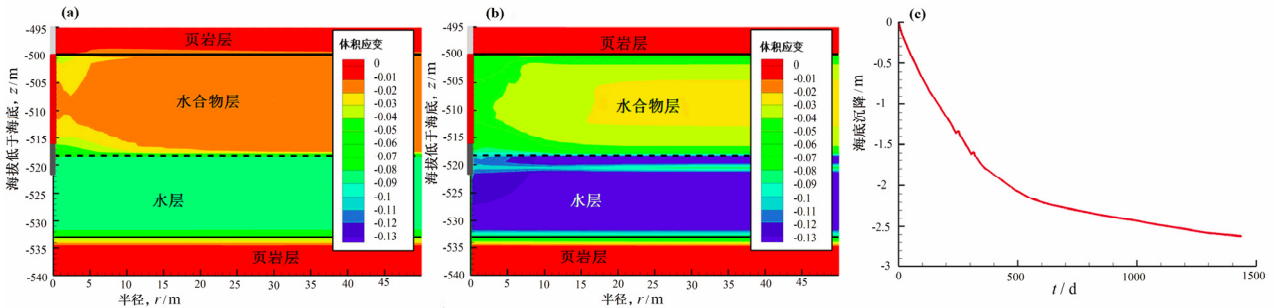 (a)
-495
-500
-505
-510
-515
-520
-525
-530
-535
-540
海拔低于海底, z/m
页岩层
水合物层
水层
页岩层
体积应变
0
-0.01
-0.02
-0.03
-0.04
-0.05
-0.06
-0.07
-0.08
-0.09
-0.1
-0.11
-0.12
-0.13
0 5 10 15 20 25 30 35 40 45
半径, r/m
(b)
-495
-500
-505
-510
-515
-520
-525
-530
-535
-540
海拔低于海底, z/m
页岩层
水合物层
水层
页岩层
体积应变
0
-0.01
-0.02
-0.03
-0.04
-0.05
-0.06
-0.07
-0.08
-0.09
-0.1
-0.11
-0.12
-0.13
0 5 10 15 20 25 30 35 40 45
半径, r/m
(c)
0
-0.5
-1
-1.5
-2
-2.5
-3
海底沉降/m
0 500 1000 1500
t/d